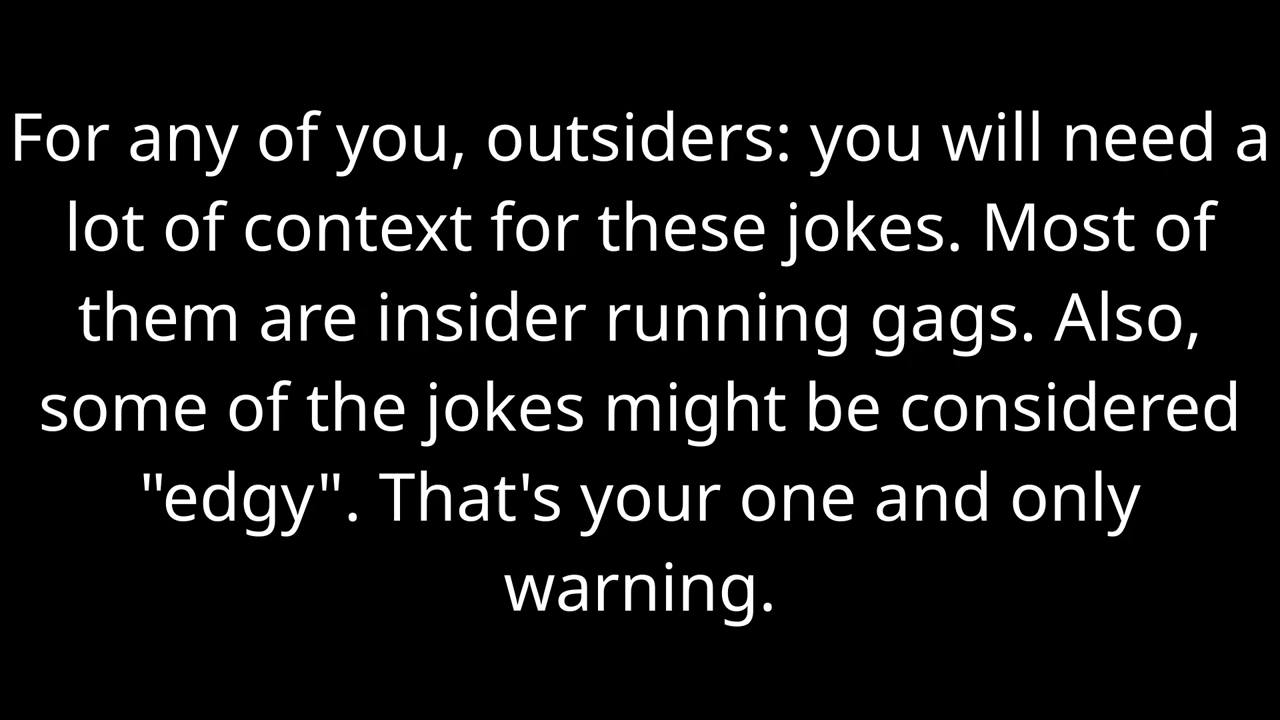 For any of you, outsiders: you will need a
lot of context for these jokes. Most of
them are insider running gags. Also,
some of the jokes might be considered
"edgy". That's your one and only
warning.